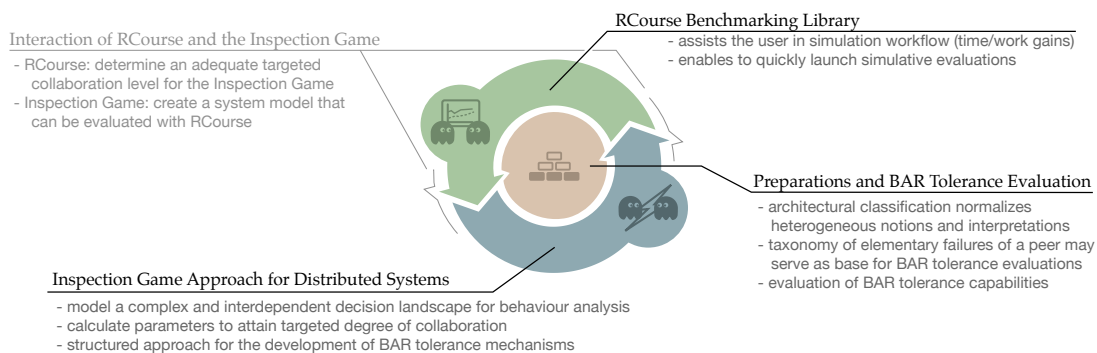 RCourse Benchmarking Library
- assists the user in simulation workflow (time/work gains)
- enables to quickly launch simulative evaluations
Interaction of RCourse and the Inspection Game
- RCourse: determine an adequate targeted
collaboration level for the Inspection Game
- Inspection Game: create a system model that
can be evaluated with RCourse
Preparations and BAR Tolerance Evaluation
- architectural classification normalizes
heterogeneous notions and interpretations
- taxonomy of elementary failures of a peer may
serve as base for BAR tolerance evaluations
- evaluation of BAR tolerance capabilities
Inspection Game Approach for Distributed Systems
- model a complex and interdependent decision landscape for behaviour analysis
- calculate parameters to attain targeted degree of collaboration
- structured approach for the development of BAR tolerance mechanisms